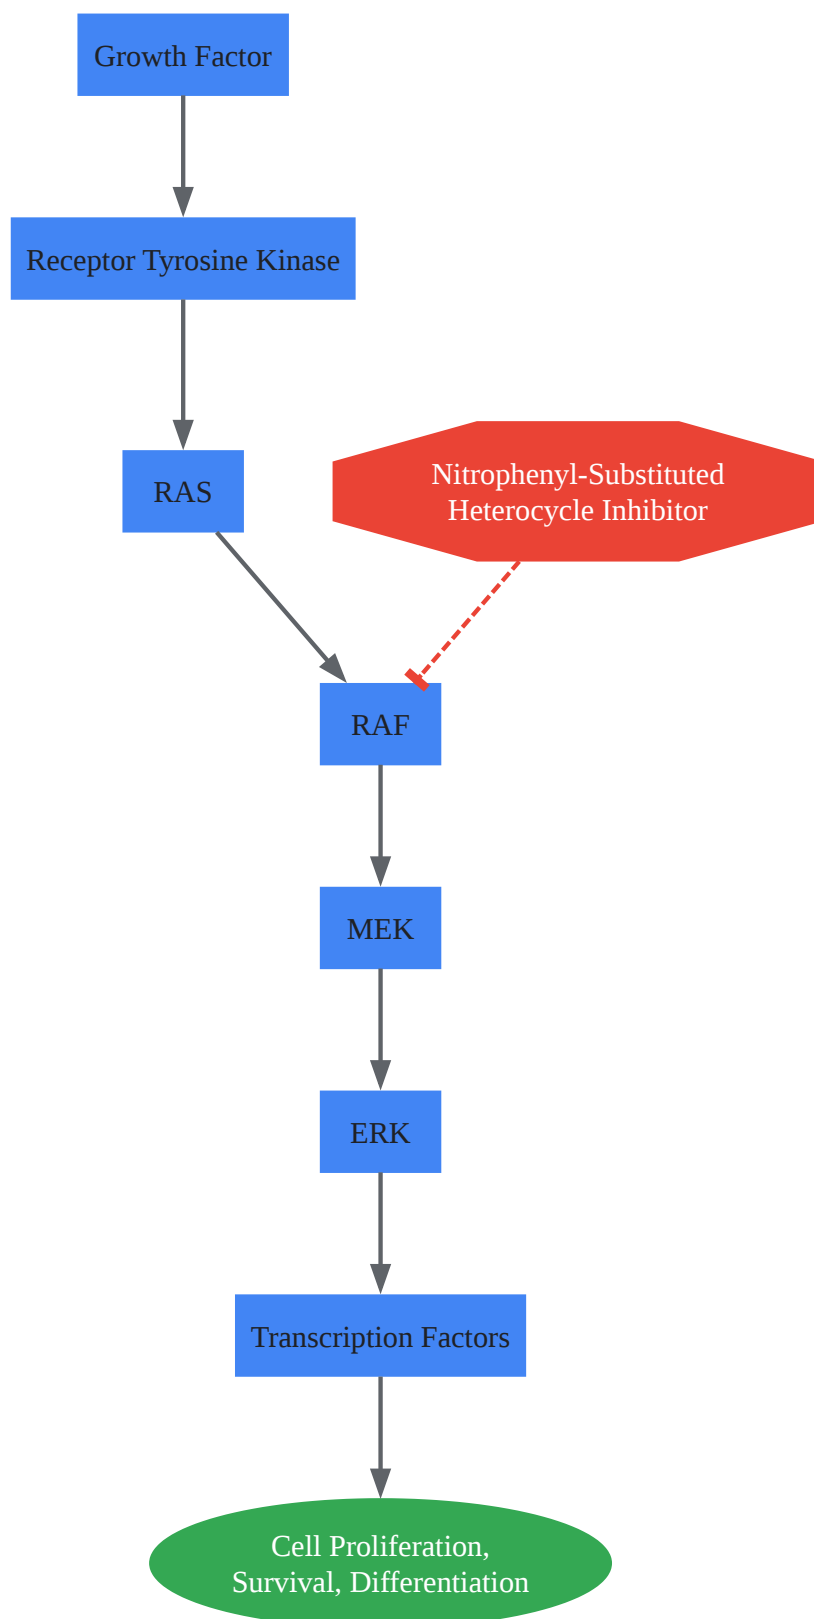 Growth Factor
Receptor Tyrosine Kinase
RAS
Nitrophenyl-Substituted
Heterocycle Inhibitor
RAF
MEK
ERK
Transcription Factors
Cell Proliferation,
Survival, Differentiation